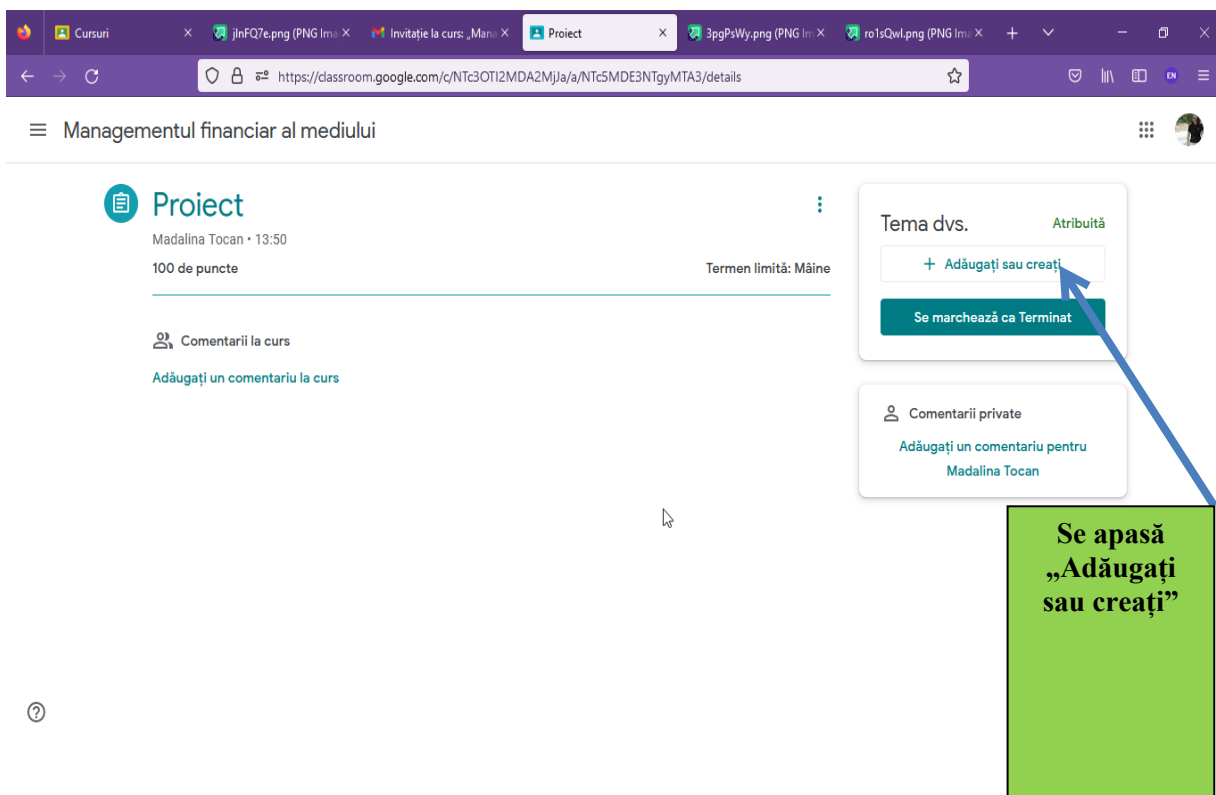 Cursuri
jInFQ7e.png (PNG Ima
Invitație la curs: „Mana
Proiect
3pgPsWy.png (PNG Im
ro1sQwl.png (PNG Ima
https://classroom.google.com/c/NTc3OTI2MDA2MjJa/a/NTc5MDE3NTgyMTA3/details
EN
Managementul financiar al mediului
Proiect
Madalina Tocan • 13:50
100 de puncte
Termen limită: Mâine
Comentarii la curs
Adăugați un comentariu la curs
Tema dvs.
Atribuită
+ Adăugați sau creați
Se marchează ca Terminat
Comentarii private
Adăugați un comentariu pentru
Madalina Tocan
Se apasă
„Adăugați
sau creați”